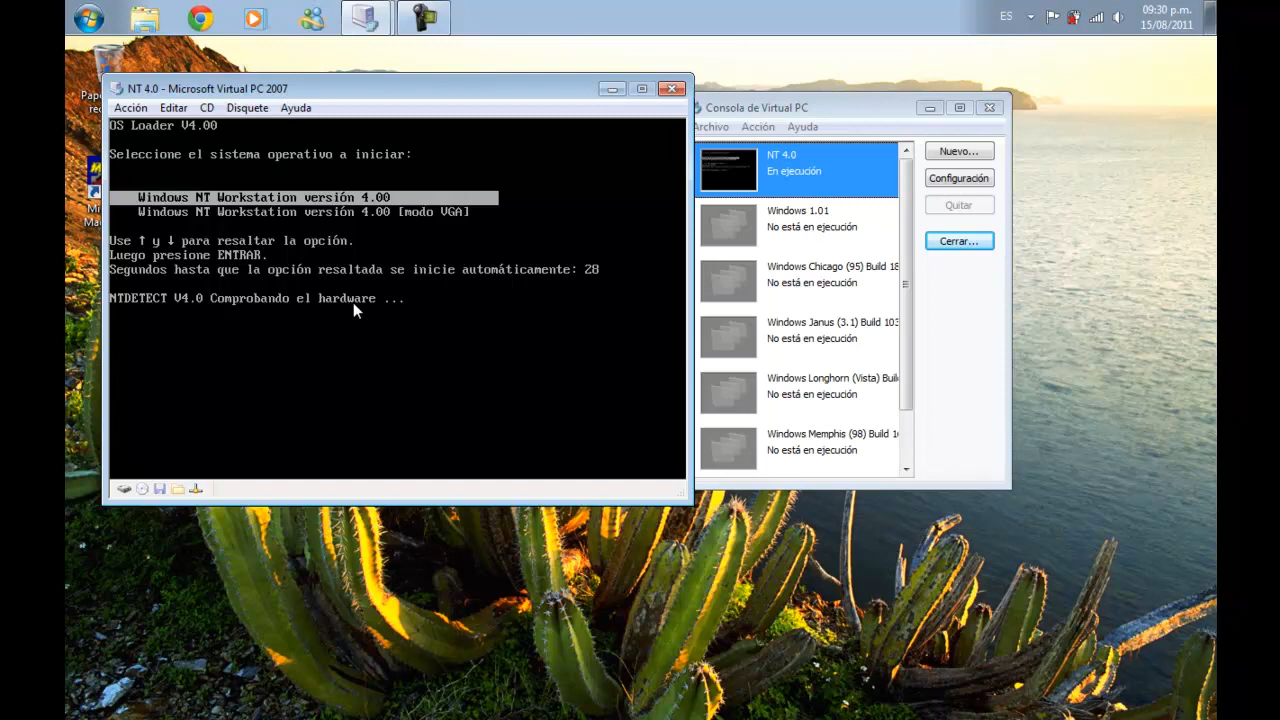 ES
09:30 p.m.
15/08/2011
NT 4.0 - Microsoft Virtual PC 2007
Acción Editar CD Disquete Ayuda
OS Loader V4.00
Seleccione el sistema operativo a iniciar:
Windows NT Workstation versión 4.00
Windows NT Workstation versión 4.00 [modo VGA]
Use ↑ y ↓ para resaltar la opción.
Luego presione ENTRAR.
Segundos hasta que la opción resaltada se inicie automáticamente: 28
NTDETECT V4.0 Comprobando el hardware ...
Consola de Virtual PC
Archivo Acción Ayuda
NT 4.0
En ejecución
Windows 1.01
No está en ejecución
Windows Chicago (95) Build 18
No está en ejecución
Windows Janus (3.1) Build 103
No está en ejecución
Windows Longhorn (Vista) Buil
No está en ejecución
Windows Memphis (98) Build 1
No está en ejecución
Nuevo...
Configuración
Quitar
Cerrar...